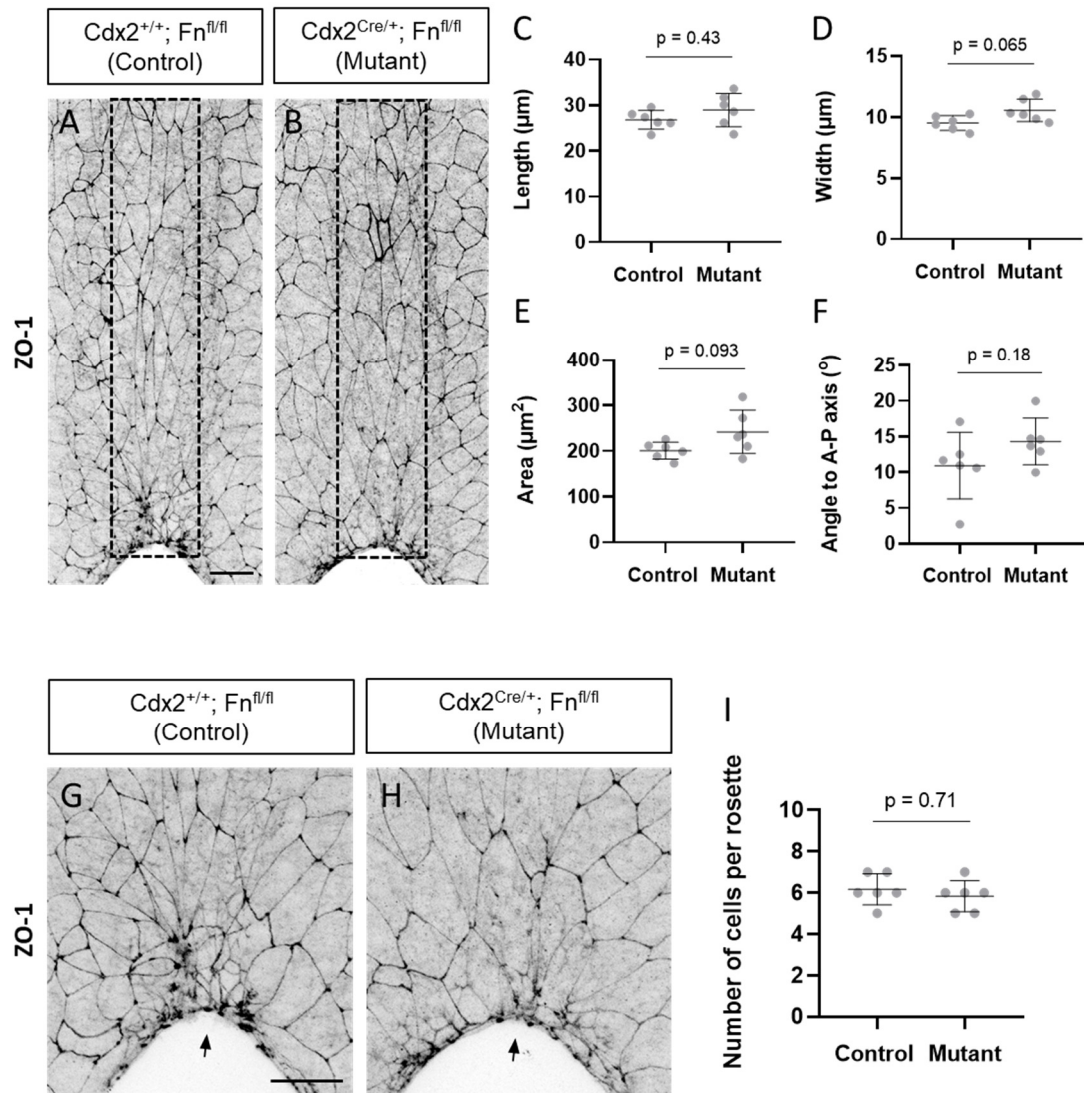 Cdx2+/+; Fnfl/fl
(Control)
Cdx2Cre/+; Fnfl/fl
(Mutant)
ZO-1
A
B
C
Length (μm)
40
30
20
10
0
p = 0.43
Control Mutant
D
Width (μm)
15
10
5
0
p = 0.065
Control Mutant
E
Area (μm2)
400
300
200
100
0
p = 0.093
Control Mutant
F
Angle to A-P axis (o)
25
20
15
10
5
0
p = 0.18
Control Mutant
Cdx2+/+; Fnfl/fl
(Control)
Cdx2Cre/+; Fnfl/fl
(Mutant)
ZO-1
G
H
I
Number of cells per rosette
10
8
6
4
2
0
p = 0.71
Control Mutant